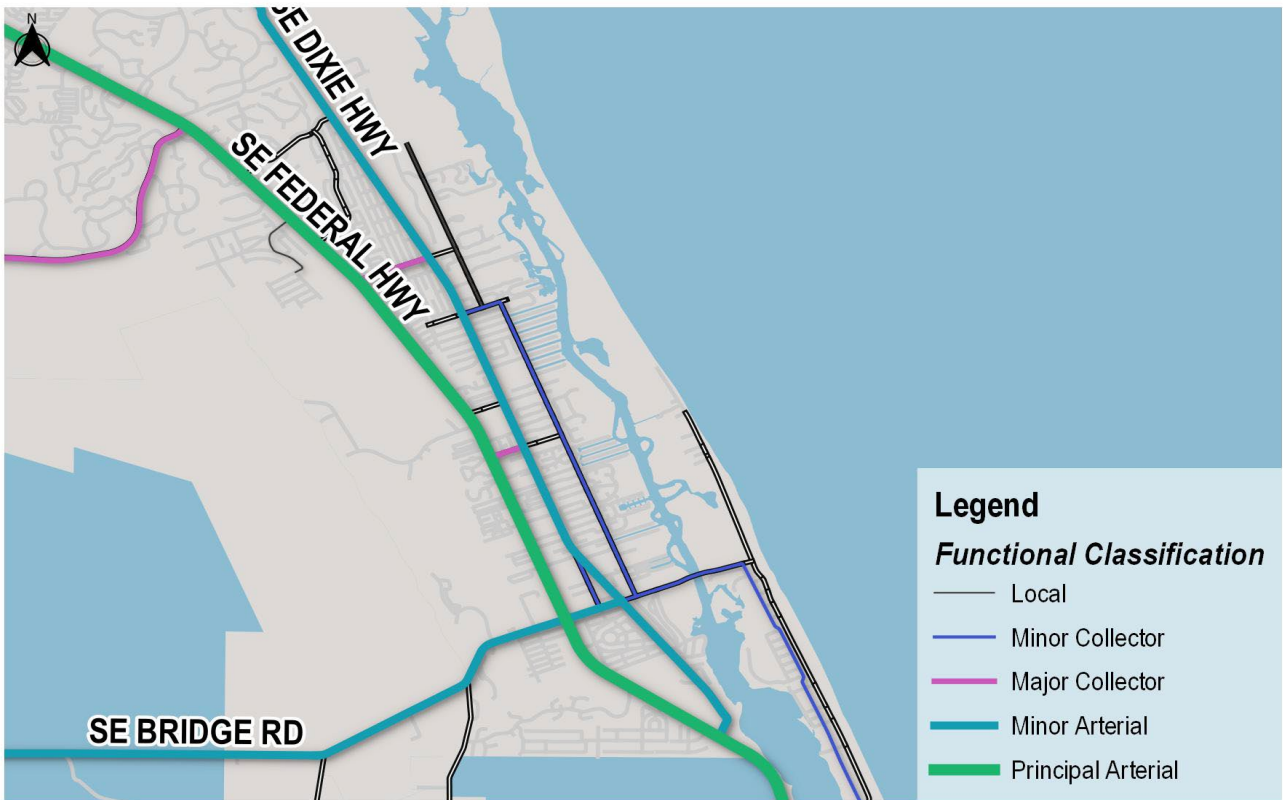 N
SE DIXIE HWY
SE FEDERAL HWY
SE BRIDGE RD
Legend
Functional Classification
Local
Minor Collector
Major Collector
Minor Arterial
Principal Arterial